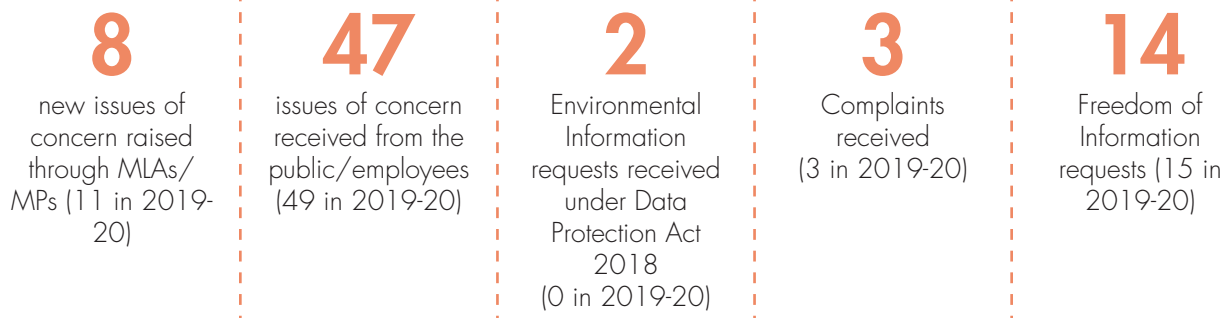 8
new issues of
concern raised
through MLAs/
MPs (11 in 2019-
20)
47
issues of concern
received from the
public/employees
(49 in 2019-20)
2
Environmental
Information
requests received
under Data
Protection Act
2018
(0 in 2019-20)
3
Complaints
received
(3 in 2019-20)
14
Freedom of
Information
requests (15 in
2019-20)